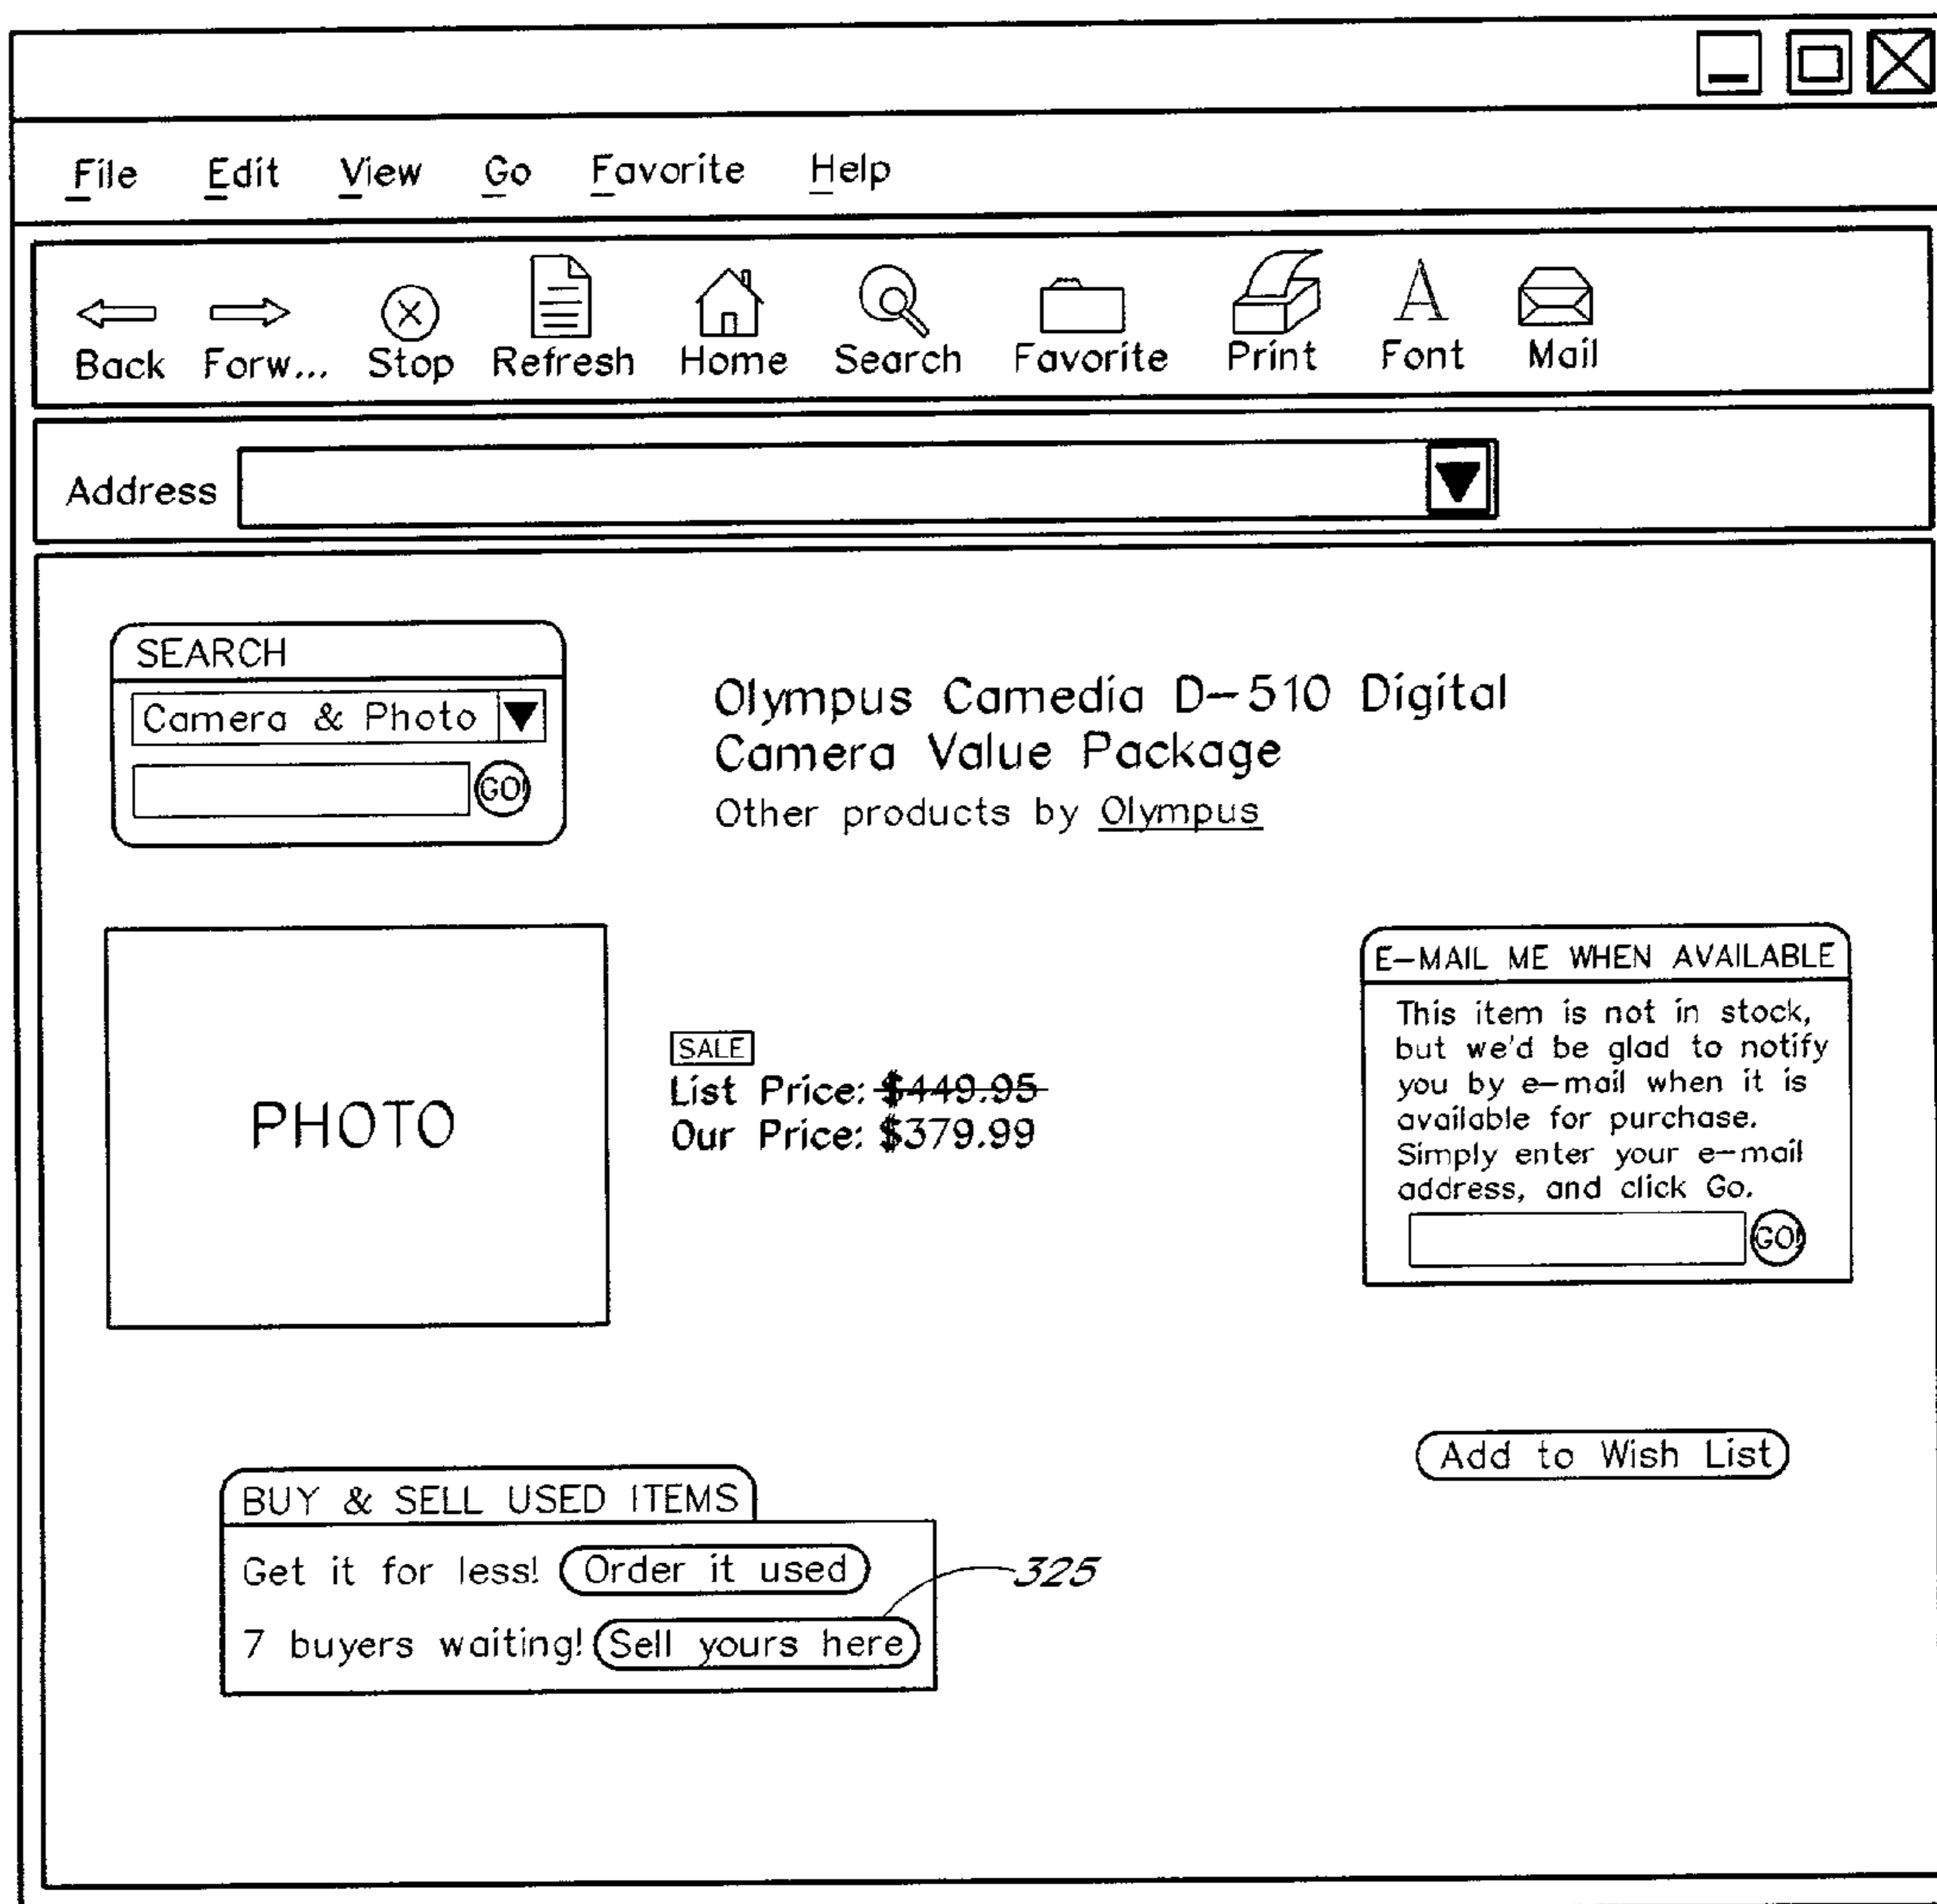 File Edit View Go Favorite Help
Back Forw... Stop Refresh Home Search Favorite Print A Font Mail
Address
SEARCH
Camera & Photo
GO!
Olympus Camedia D-510 Digital
Camera Value Package
Other products by Olympus
PHOTO
SALE
List Price: $449.95
Our Price: $379.99
E-MAIL ME WHEN AVAILABLE
This item is not in stock,
but we'd be glad to notify
you by e-mail when it is
available for purchase.
Simply enter your e-mail
address, and click Go.
GO!
Add to Wish List
BUY & SELL USED ITEMS
Get it for less! Order it used
325
7 buyers waiting! Sell yours here